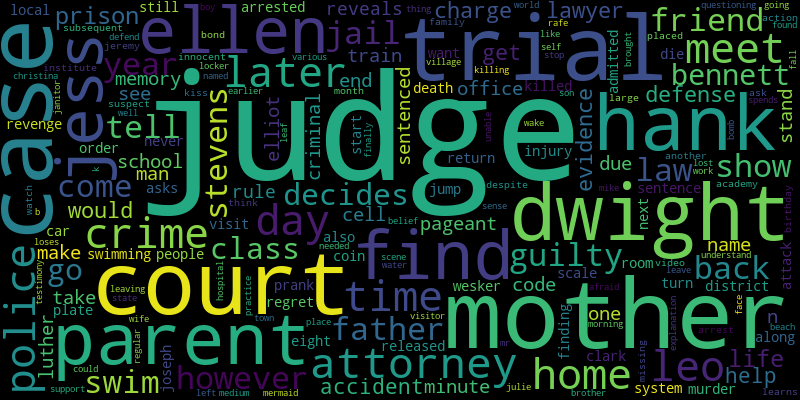 local prison charge lawyer still reveals want boy jeremy subsequent questioning world action
defend family placed going stop found
case jess ellen arrested jail bond trial friend meet bennett
institute year memory locker innocent various kiss earlier month train get like self rafe thing brought village killing die
christina janitor named
suspect see well later end office killed death son fall large ask spends
revenge judge hank
order tell never school man asks stevens elliot criminal start finally leaf sentenced defense unable wake evidence stand
return injury due another lost work bomb show
law sentence academy birthday
k come would rule decides jump despite mike
watch b car crime visit cell coin also needed belief sense pageant dwight next name
police loses make swimming people day class think prank scene water find guilty back understand attack
go court time wesker code room video leave turn scale district
testimony take plate leaving state hospital practice regret eight father minute afraid one morning face n along
luther wife parent town place released visitor attorney mother explanation arrest system
could regular joseph however mr finding clark missing leo life help
support swim left medium mermaid accident julie brother home beach murder learns